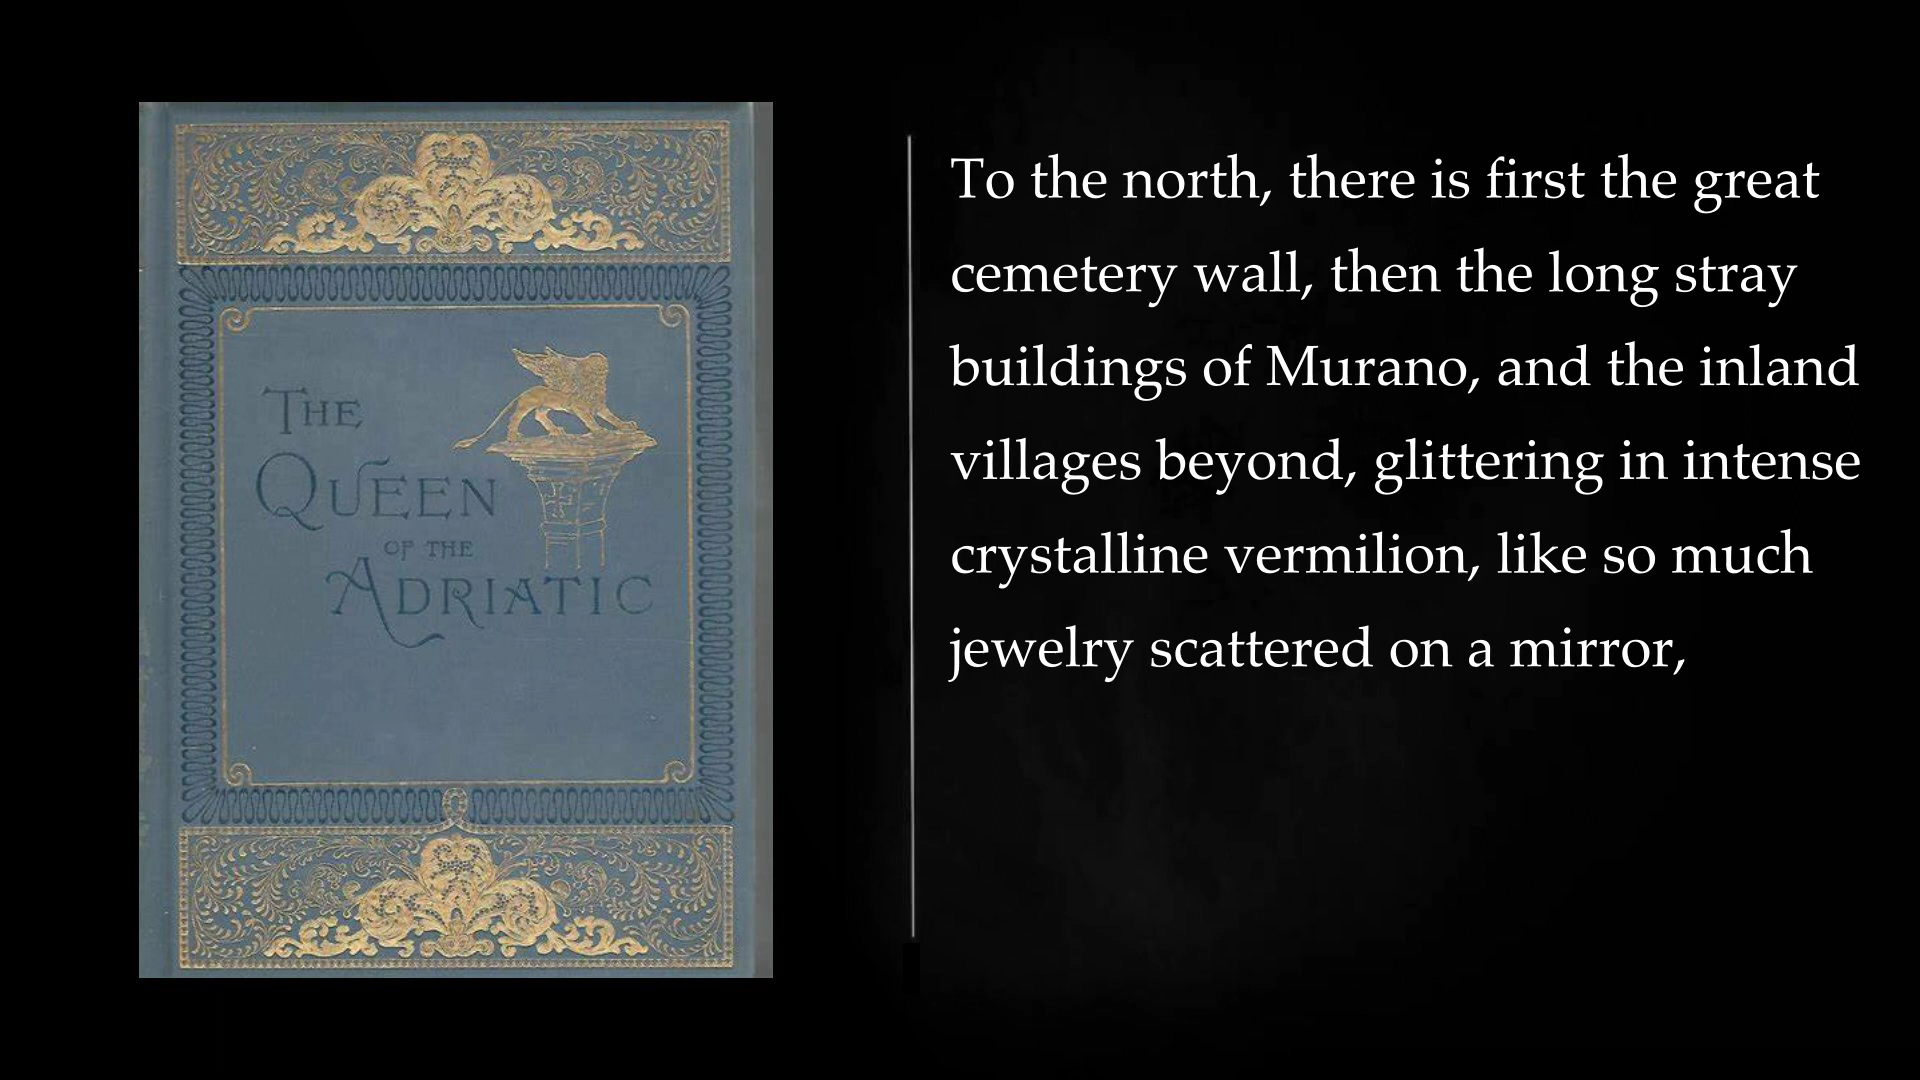 THE
QUEEN
OF THE
ADRIATIC
To the north, there is first the great
cemetery wall, then the long stray
buildings of Murano, and the inland
villages beyond, glittering in intense
crystalline vermilion, like so much
jewelry scattered on a mirror,